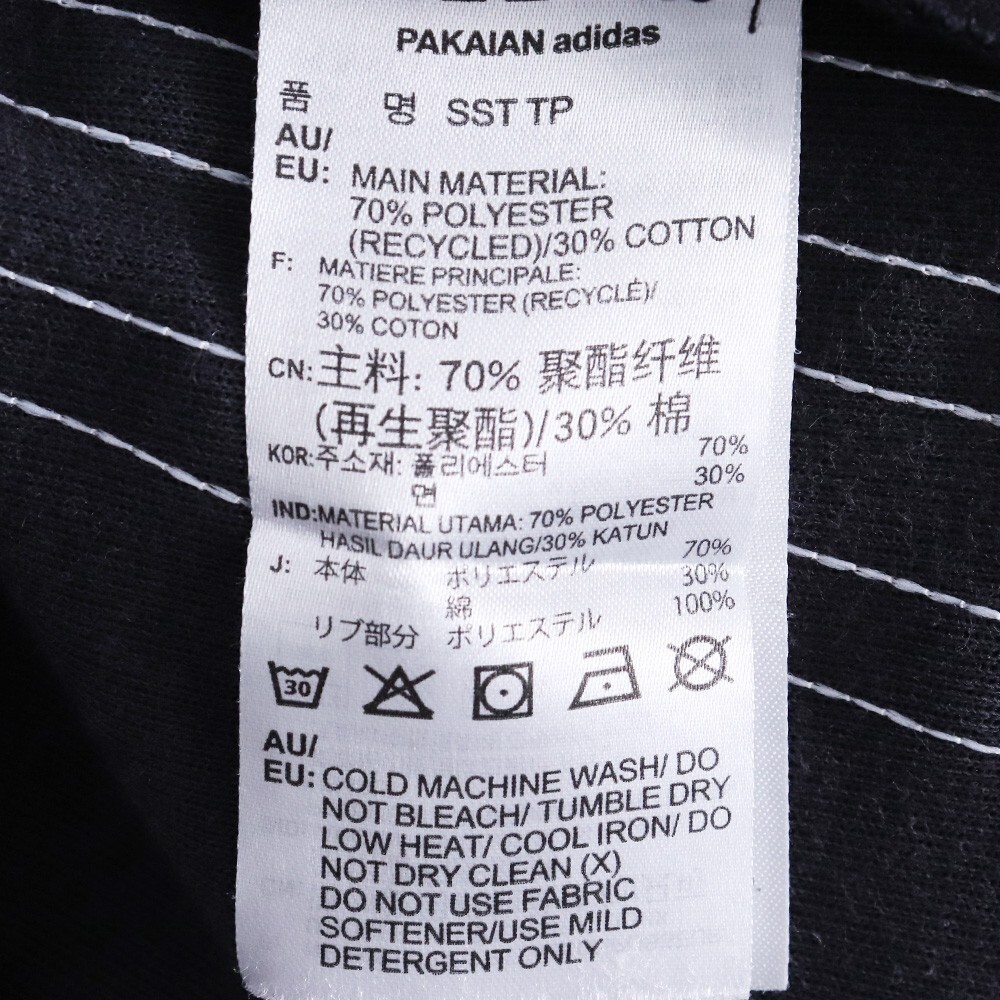 PAKAIAN adidas
품 명 SST TP
AU/
EU: MAIN MATERIAL:
70% POLYESTER
(RECYCLED)/30% COTTON
F: MATIERE PRINCIPALE:
70% POLYESTER (RECYCLÉ)/
30% COTON
CN: 主料: 70% 聚酯纤维
(再生聚酯)/30% 棉
KOR: 주소재: 폴리에스터 70%
면 30%
IND: MATERIAL UTAMA: 70% POLYESTER
HASIL DAUR ULANG/30% KATUN
J: 本体 ポリエステル 70%
綿 30%
リブ部分 ポリエステル 100%
30
AU/
EU: COLD MACHINE WASH/ DO
NOT BLEACH/ TUMBLE DRY
LOW HEAT/ COOL IRON/ DO
NOT DRY CLEAN (X)
DO NOT USE FABRIC
SOFTENER/USE MILD
DETERGENT ONLY